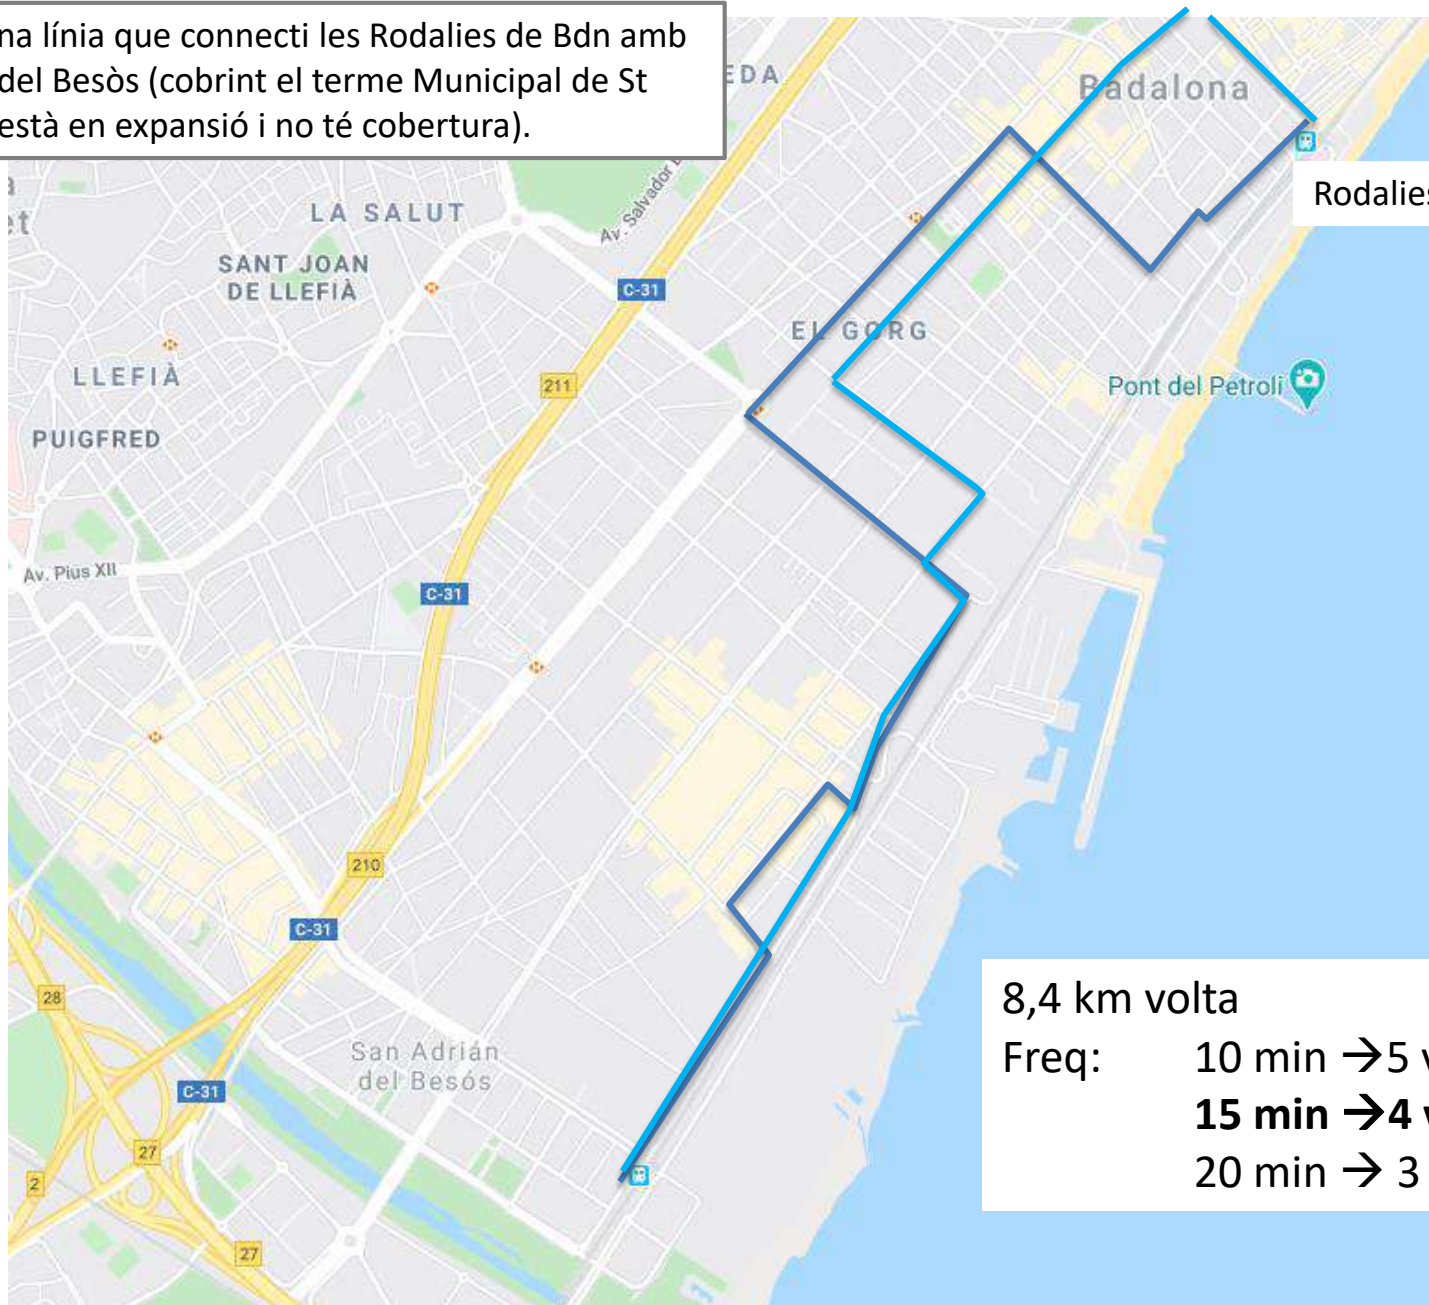 na línia que connecti les Rodalies de Bdn amb
del Besòs (cobrint el terme Municipal de St
està en expansió i no té cobertura).
EDA
Badalona
Rodalies
LA SALUT
Av. Salvador
SANT JOAN
DE LLEFIÀ
C-31
EL GORG
LLEFIÀ
211
Pont del Petroli
PUIGFRED
Av. Pius XII
C-31
210
C-31
28
San Adrián
del Besós
C-31
27
2
27
8,4 km volta
Freq: 10 min →5 v
15 min →4 v
20 min → 3